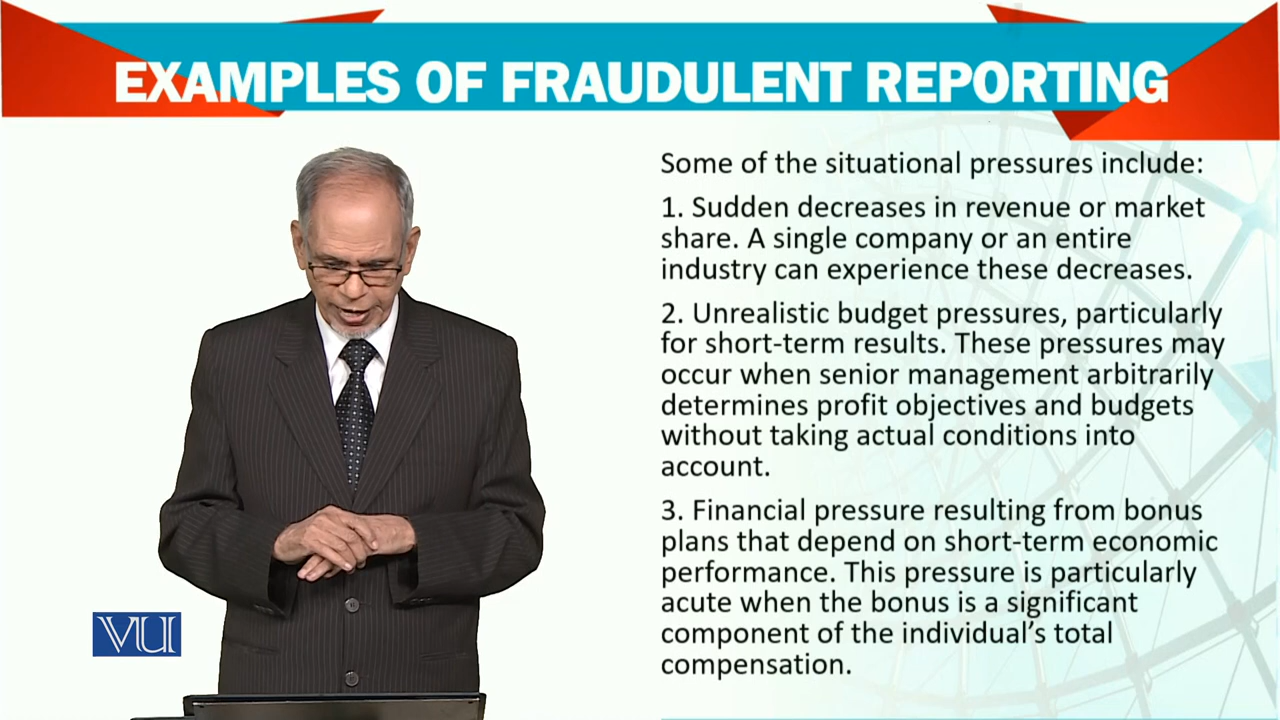 EXAMPLES OF FRAUDULENT REPORTING
Some of the situational pressures include:
1. Sudden decreases in revenue or market
share. A single company or an entire
industry can experience these decreases.
2. Unrealistic budget pressures, particularly
for short-term results. These pressures may
occur when senior management arbitrarily
determines profit objectives and budgets
without taking actual conditions into
account.
3. Financial pressure resulting from bonus
plans that depend on short-term economic
performance. This pressure is particularly
acute when the bonus is a significant
component of the individual’s total
compensation.
VU